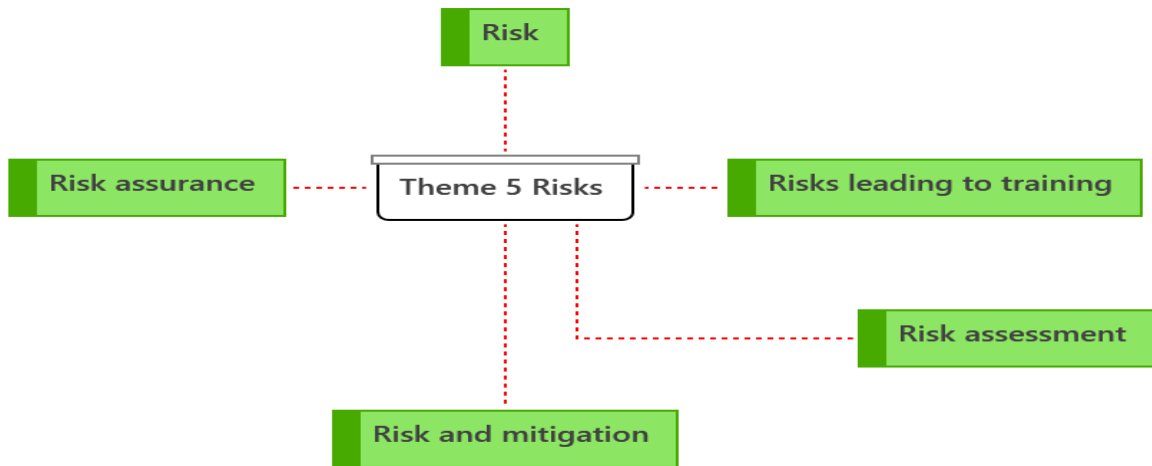 Risk
Risk assurance
Theme 5 Risks
Risks leading to training
Risk assessment
Risk and mitigation